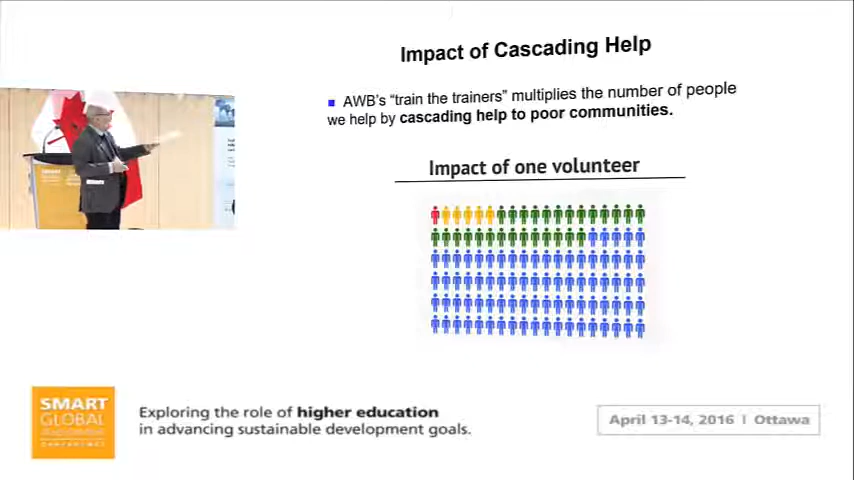 Impact of Cascading Help
AWB's “train the trainers” multiplies the number of people
we help by cascading help to poor communities.
Impact of one volunteer
SMART
GLOBAL
Exploring the role of higher education
in advancing sustainable development goals.
April 13-14, 2016 | Ottawa